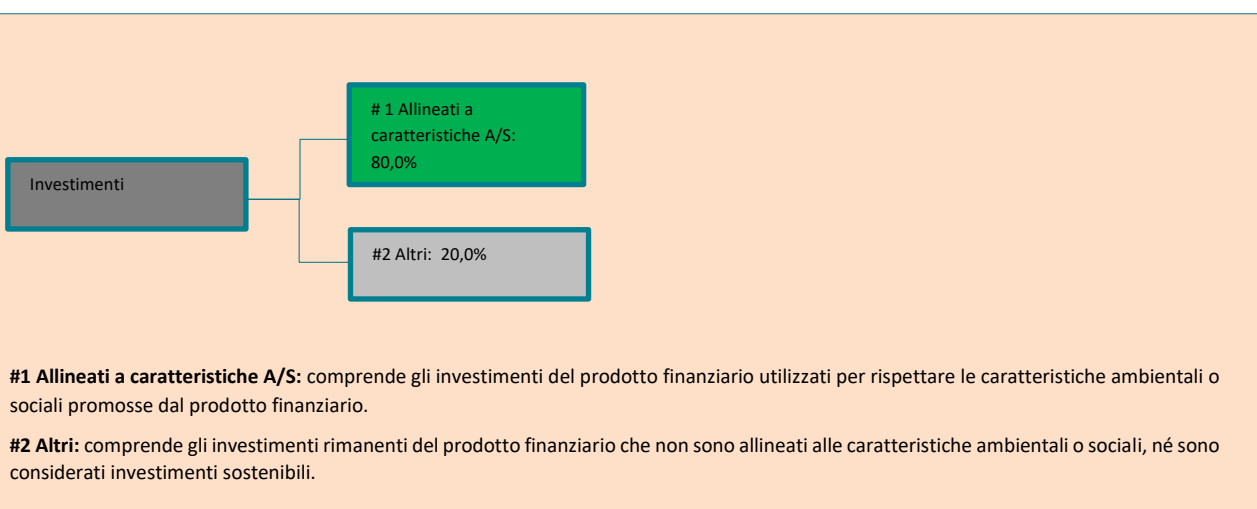 # 1 Allineati a
caratteristiche A/S:
80,0%
Investimenti
#2 Altri: 20,0%
#1 Allineati a caratteristiche A/S: comprende gli investimenti del prodotto finanziario utilizzati per rispettare le caratteristiche ambientali o
sociali promosse dal prodotto finanziario.
#2 Altri: comprende gli investimenti rimanenti del prodotto finanziario che non sono allineati alle caratteristiche ambientali o sociali, né sono
considerati investimenti sostenibili.